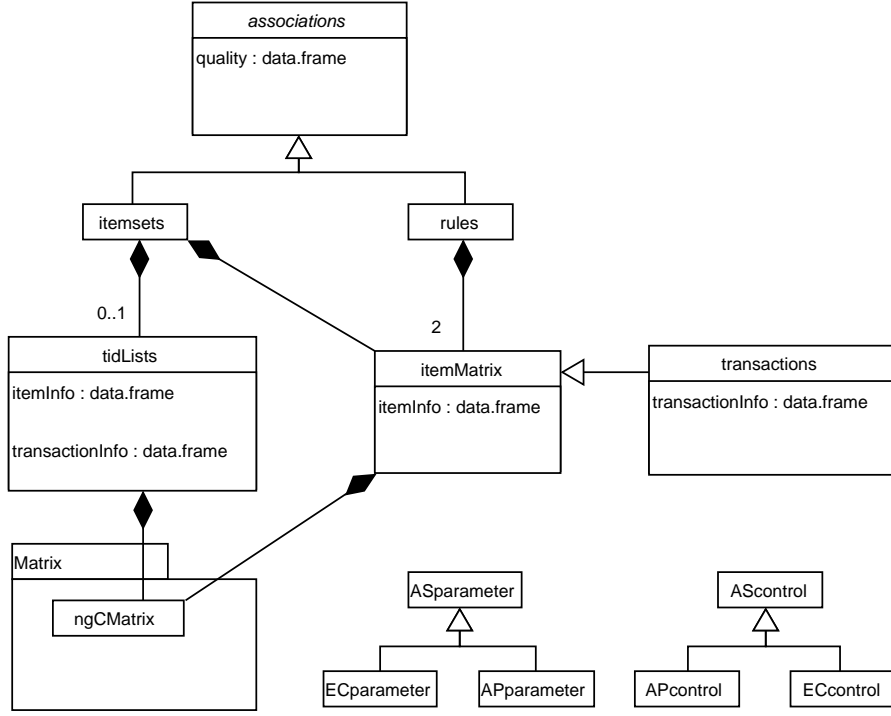 associations
quality : data.frame
itemsets
rules
0..1
2
tidLists
itemInfo : data.frame
transactionInfo : data.frame
itemMatrix
itemInfo : data.frame
transactions
transactionInfo : data.frame
Matrix
ngCMatrix
ASparameter
ECparameter
APparameter
AScontrol
APcontrol
ECcontrol